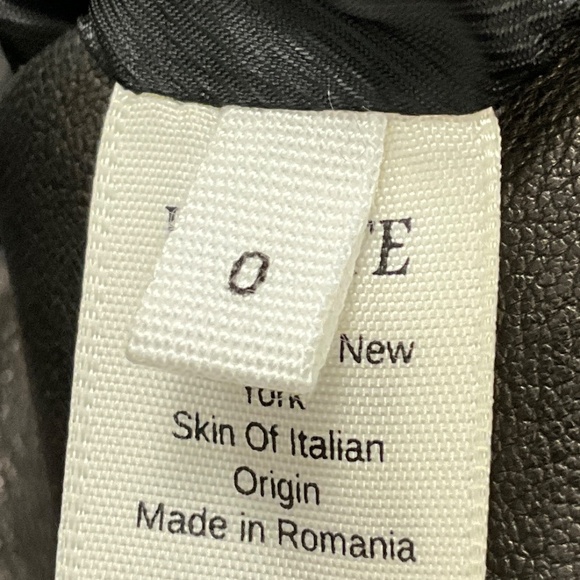 0
New
York
Skin Of Italian
Origin
Made in Romania